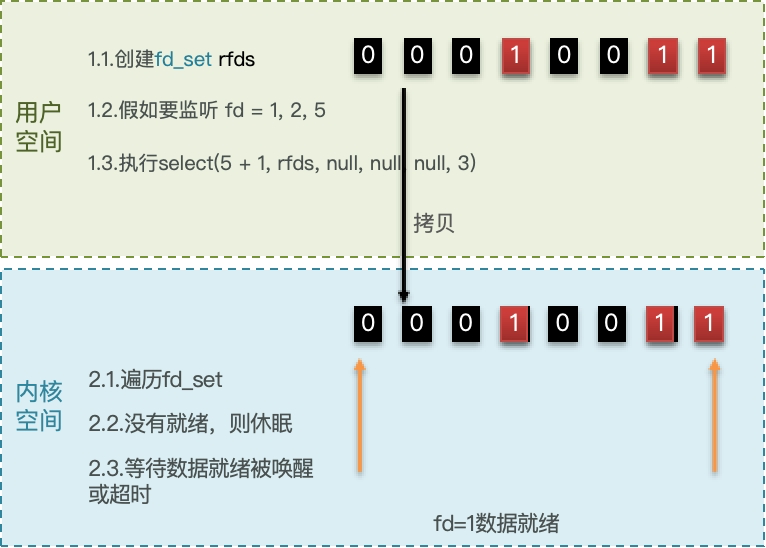 1.1.创建fd_set rfds
0 0 0 1 0 0 1 1
用户
空间
1.2.假如要监听 fd = 1, 2, 5
1.3.执行select(5 + 1, rfds, null, null, null, 3)
拷贝
0 0 0 1 0 0 1 1
内核
空间
2.1.遍历fd_set
2.2.没有就绪，则休眠
2.3.等待数据就绪被唤醒
或超时
fd=1数据就绪